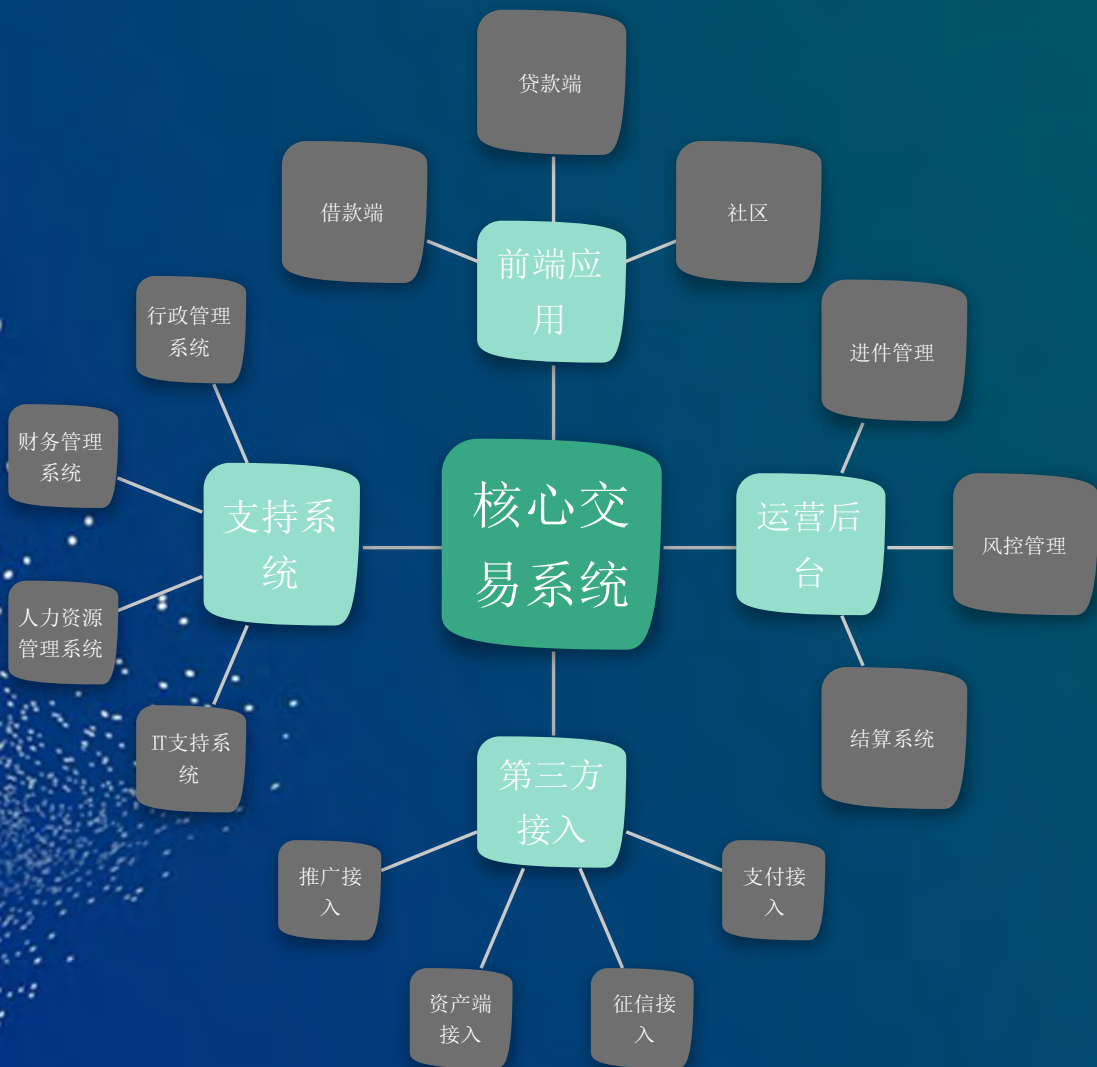 贷款端
借款端
社区
前端应
用
行政管理
系统
进件管理
财务管理
系统
支持系
统
核心交
易系统
运营后
台
风控管理
人力资源
管理系统
IT支持系
统
结算系统
第三方
接入
推广接
入
支付接
入
资产端
接入
征信接
入